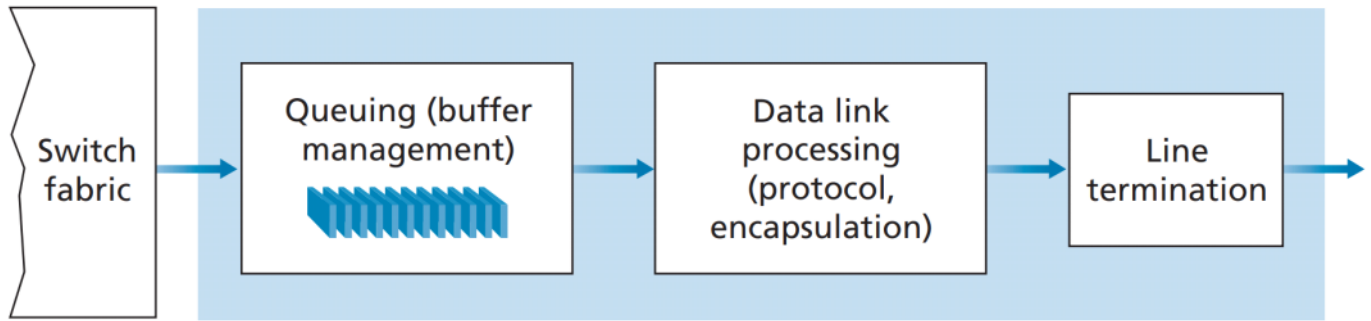 Switch
fabric
Queuing (buffer
management)
Data link
processing
(protocol,
encapsulation)
Line
termination